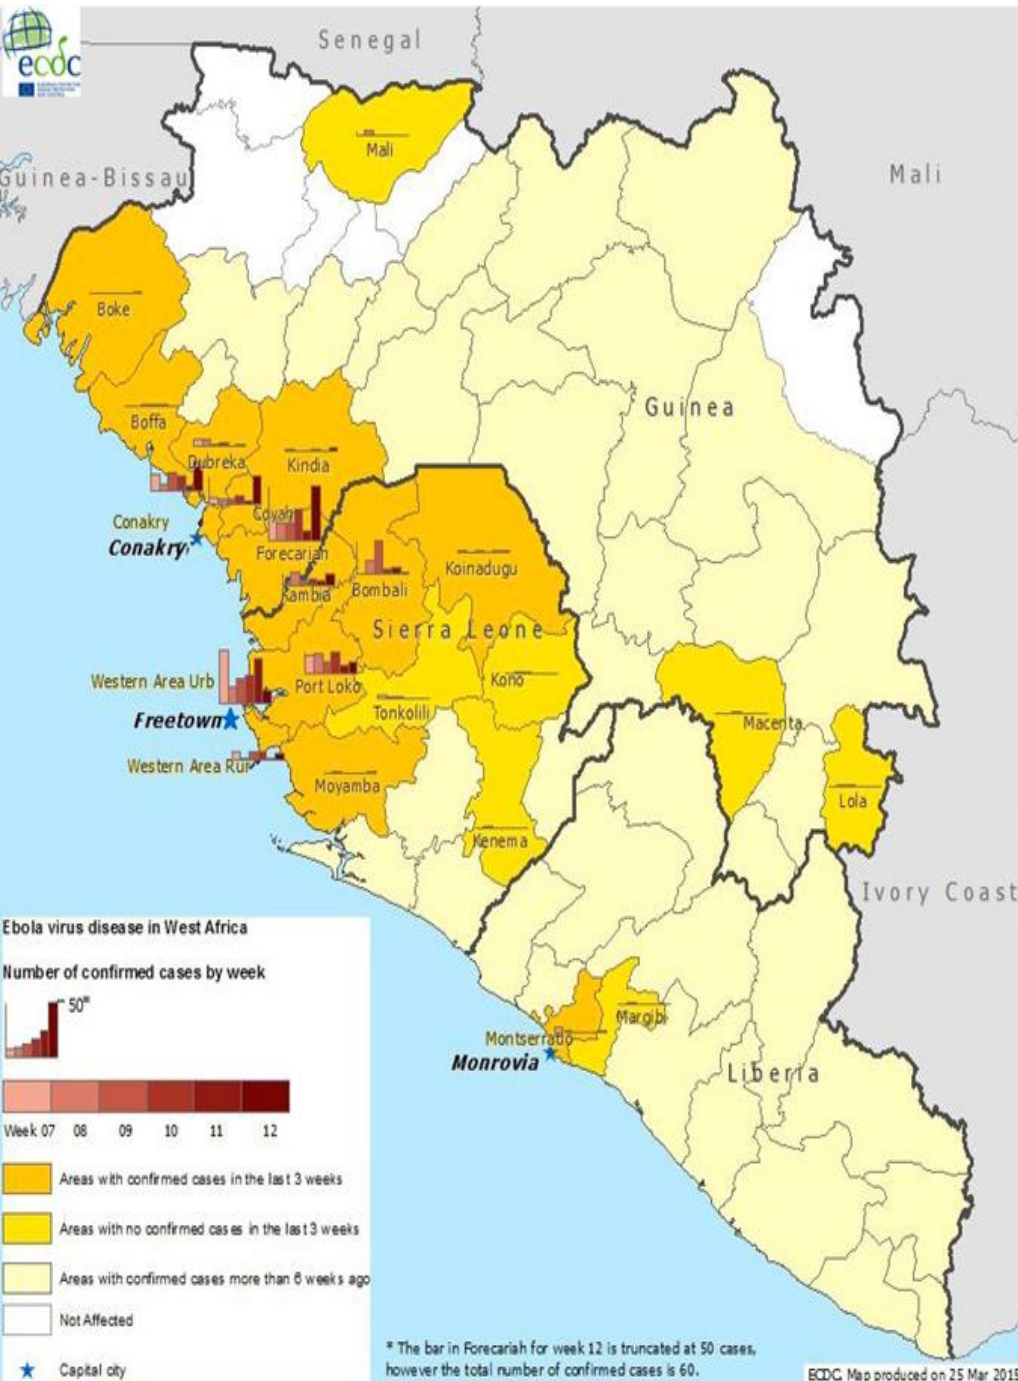 ecdc
Senegal
Mali
Guinea-Bissau
Mali
Boke
Guinea
Boffa
Dubreka
Kindia
Coyah
Conakry
Conakry
Forecariah
Kambia
Bombali
Koinadugu
Sierra Leone
Western Area Urb
Port Loko
Kono
Freetown
Tonkolili
Macenta
Western Area Rur
Moyamba
Lola
Kenema
Ivory Coast
Ebola virus disease in West Africa
Number of confirmed cases by week
50*
Margibi
Montserrado
Monrovia
Liberia
Week 07 08 09 10 11 12
Areas with confirmed cases in the last 3 weeks
Areas with no confirmed cases in the last 3 weeks
Areas with confirmed cases more than 6 weeks ago
Not Affected
Capital city
* The bar in Forecariah for week 12 is truncated at 50 cases,
however the total number of confirmed cases is 60.
ECDC. Map produced on 25 Mar 2015